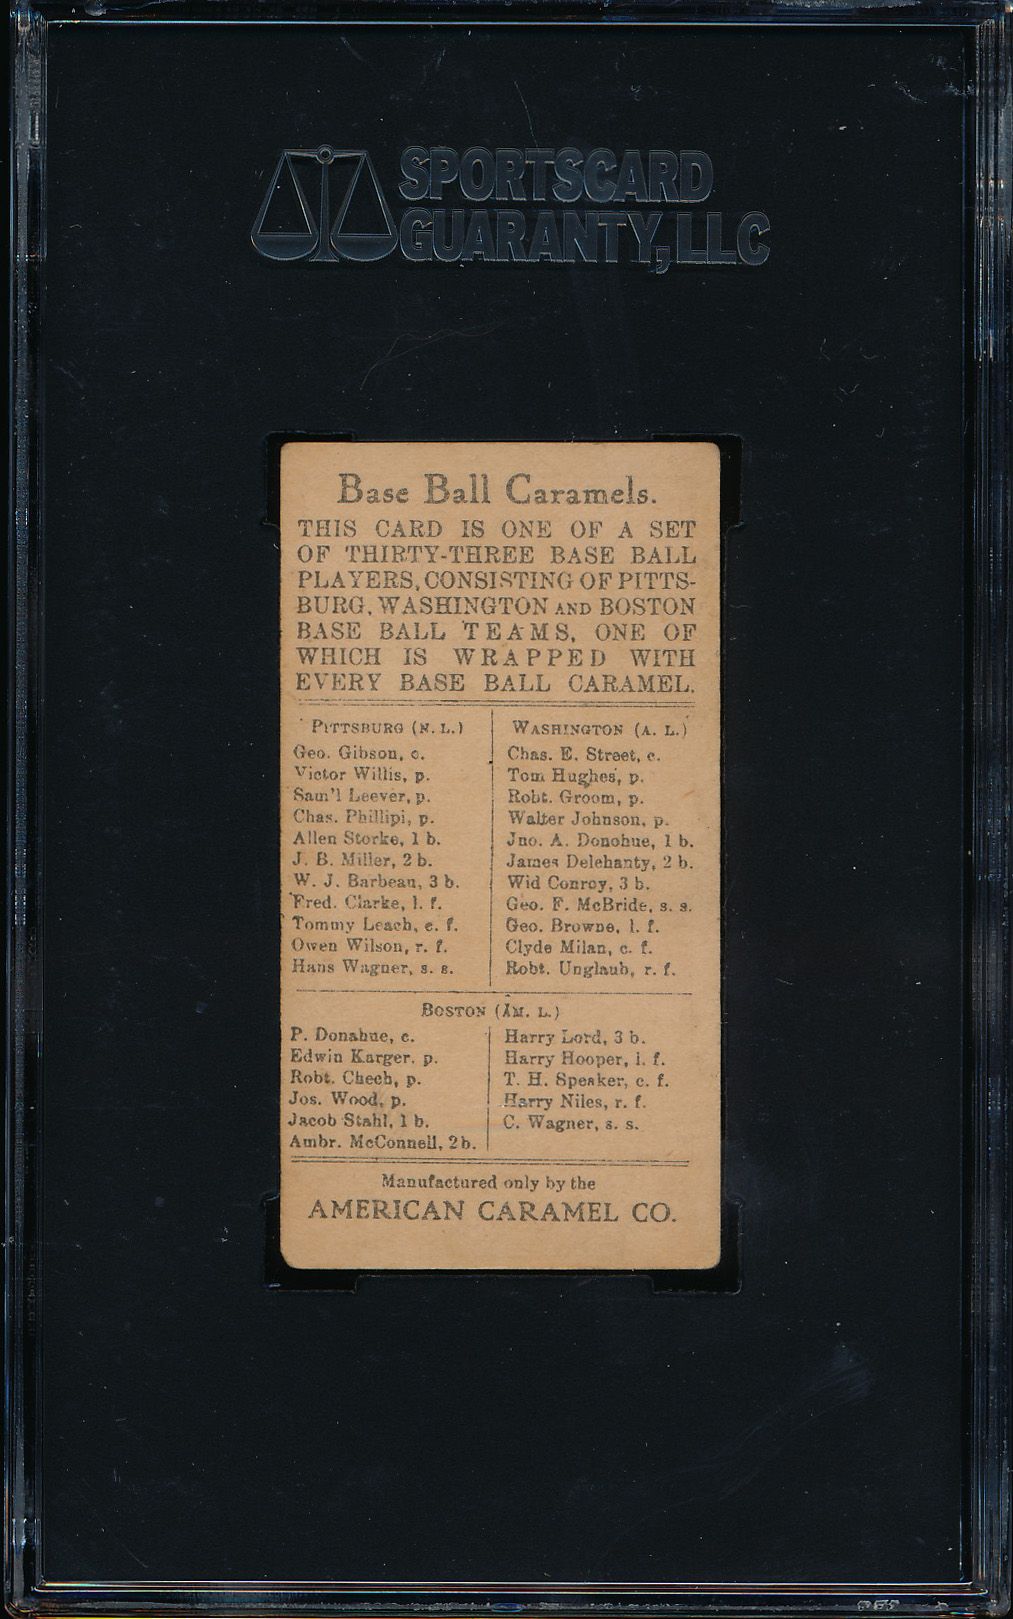 SPORTSCARD
GUARANTY, LLC
Base Ball Caramels.
THIS CARD IS ONE OF A SET
OF THIRTY-THREE BASE BALL
PLAYERS, CONSISTING OF PITTS-
BURG, WASHINGTON AND BOSTON
BASE BALL TEAMS, ONE OF
WHICH IS WRAPPED WITH
EVERY BASE BALL CARAMEL.
PITTSBURG (N. L.)
Geo. Gibson, c.
Victor Willis, p.
Sam'l Leever, p.
Chas. Phillipi, p.
Allen Storke, 1 b.
J. B. Miller, 2 b.
W. J. Barbeau, 3 b.
Fred. Clarke, l. f.
Tommy Leach, c. f.
Owen Wilson, r. f.
Hans Wagner, s. s.
WASHINGTON (A. L.)
Chas. E. Street, c.
Tom Hughes, p.
Robt. Groom, p.
Walter Johnson, p.
Jno. A. Donohue, 1 b.
James Delehanty, 2 b.
Wid Conroy, 3 b.
Geo. F. McBride, s. s.
Geo. Browne, l. f.
Clyde Milan, c. f.
Robt. Unglaub, r. f.
BOSTON (AM. L.)
P. Donahue, c.
Edwin Karger, p.
Robt. Chech, p.
Jos. Wood, p.
Jacob Stahl, 1 b.
Ambr. McConnell, 2 b.
Harry Lord, 3 b.
Harry Hooper, l. f.
T. H. Speaker, c. f.
Harry Niles, r. f.
C. Wagner, s. s.
Manufactured only by the
AMERICAN CARAMEL CO.